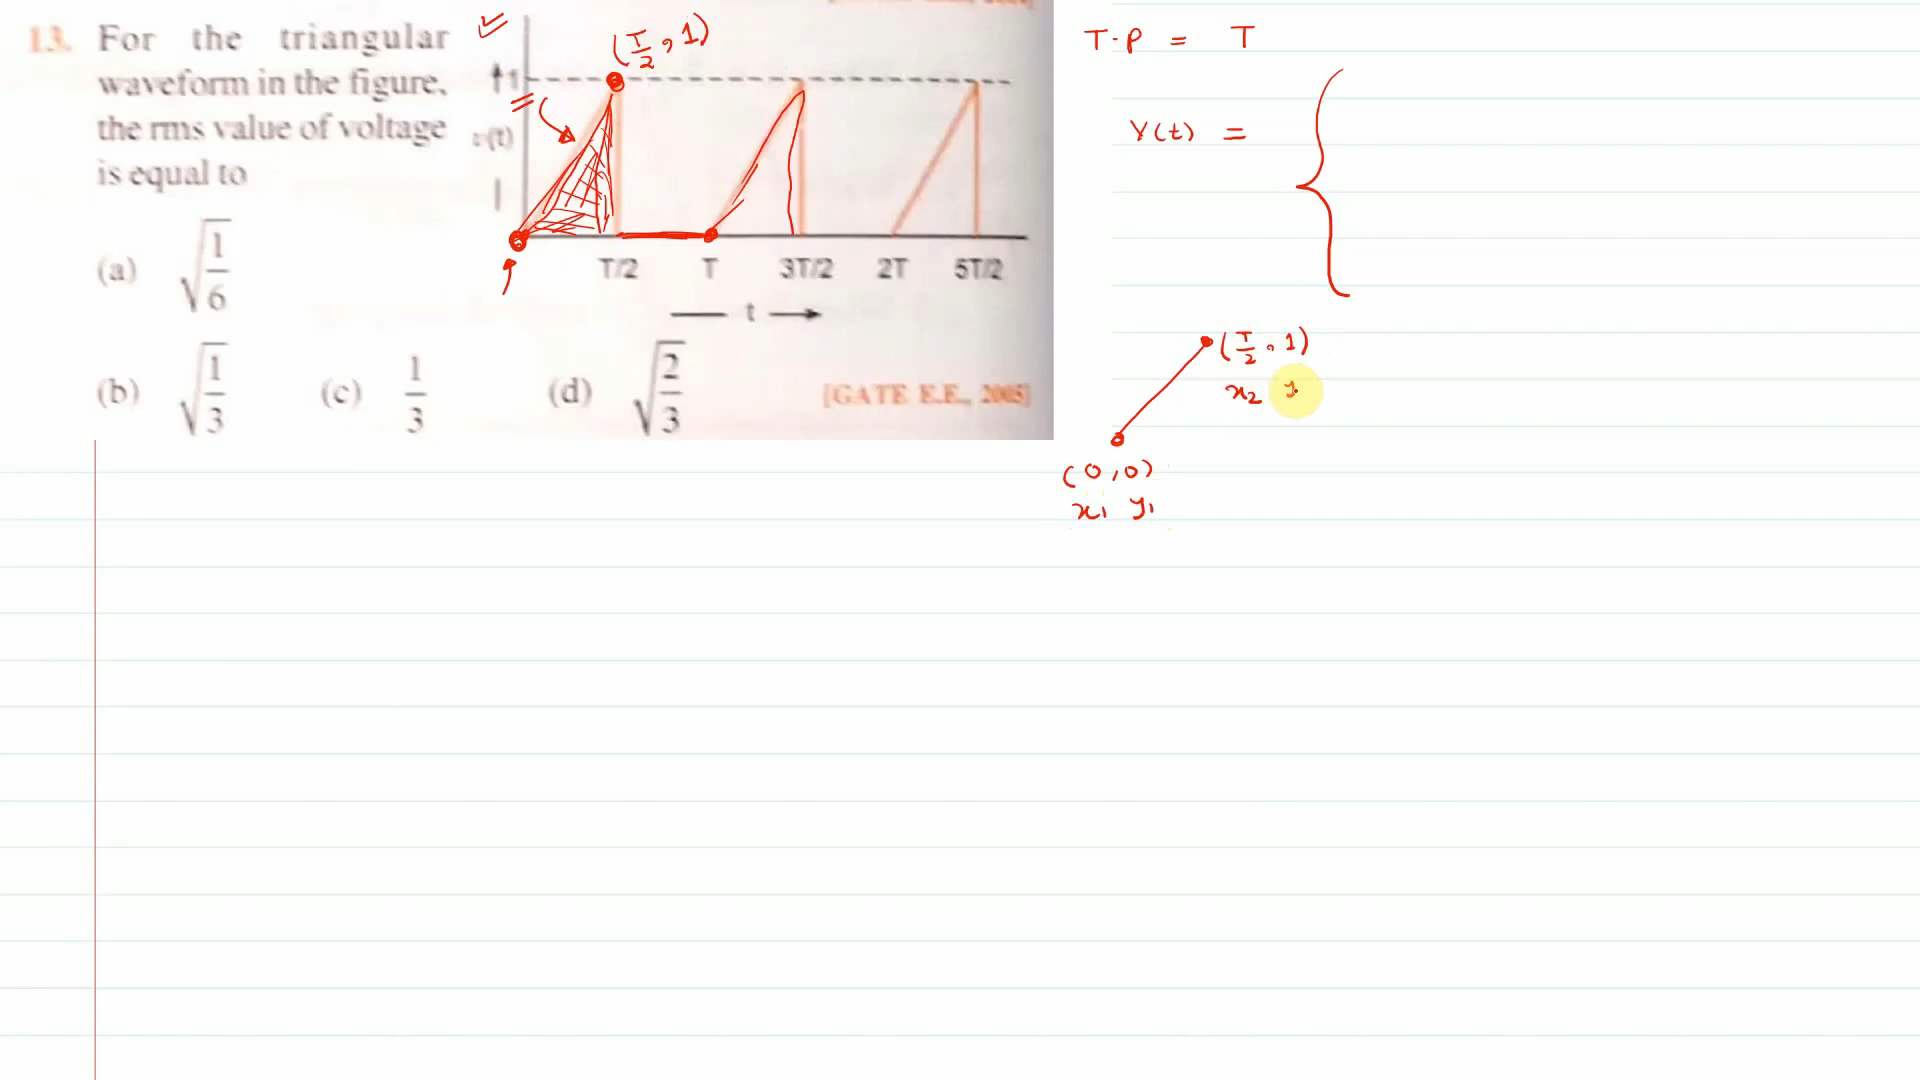 13. For the triangular
waveform in the figure,
the rms value of voltage
is equal to
(a) √1/6
(b) √1/3 (c) 1/3 (d) √2/3
[GATE E.E., 2005]
(T/2, 1)
1
v(t)
T/2 T 3T/2 2T 5T/2
t
T.P = T
V(t) =
(T/2, 1)
x2 y
(0,0)
x1 y1